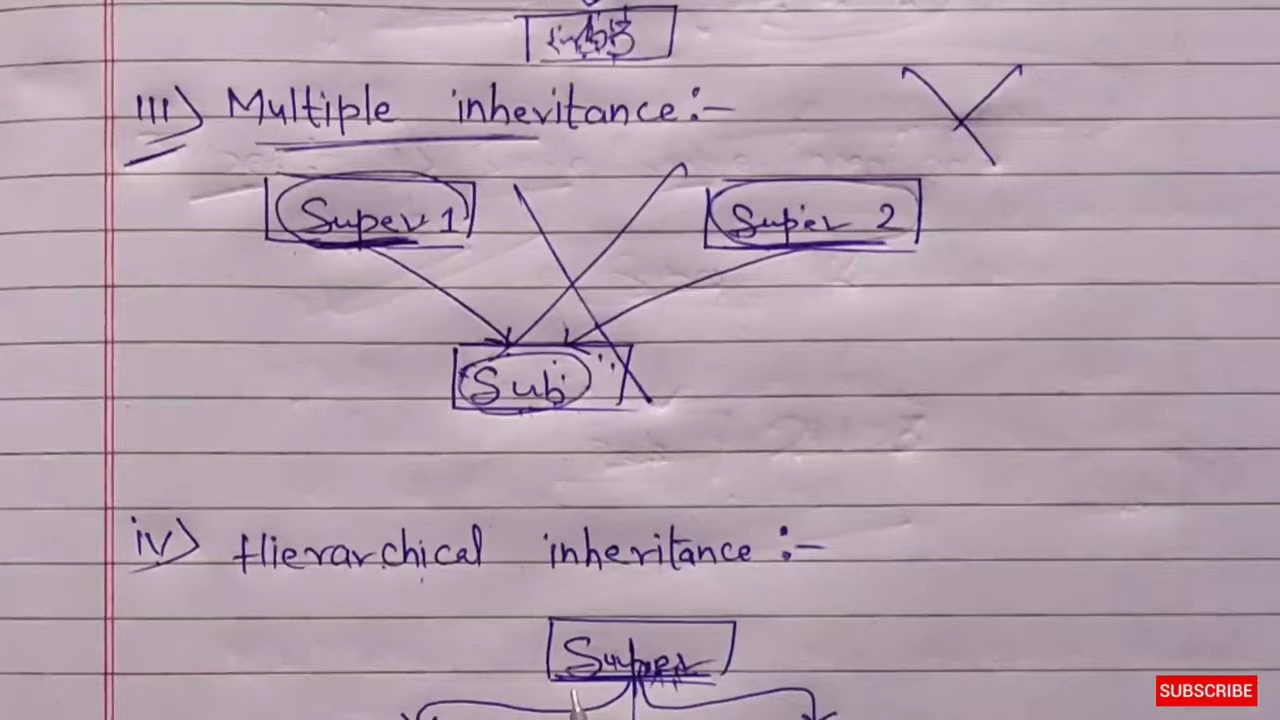 iii) Multiple inheritance :-
Super 1 Super 2
Sub
iv) Hierarchical inheritance :-
Super
SUBSCRIBE